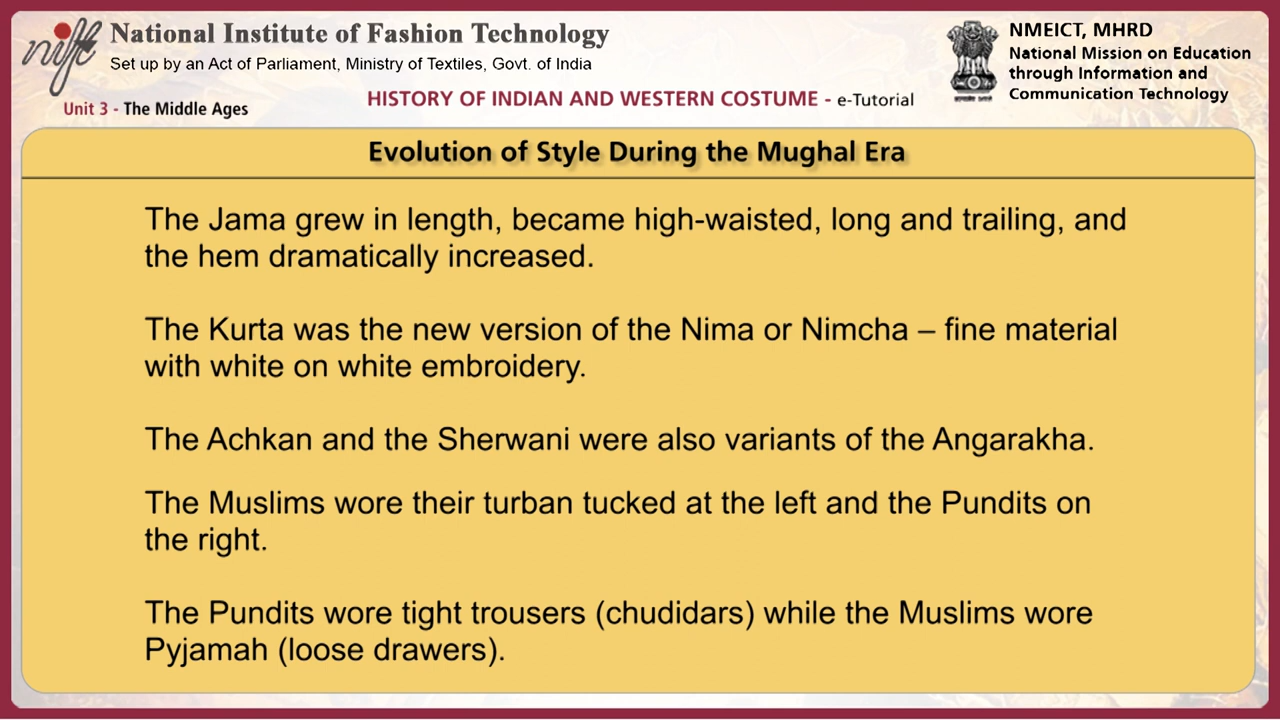 nift
National Institute of Fashion Technology
Set up by an Act of Parliament, Ministry of Textiles, Govt. of India
NMEICT, MHRD
National Mission on Education
through Information and
Communication Technology
Unit 3 - The Middle Ages
HISTORY OF INDIAN AND WESTERN COSTUME - e-Tutorial
Evolution of Style During the Mughal Era
The Jama grew in length, became high-waisted, long and trailing, and
the hem dramatically increased.
The Kurta was the new version of the Nima or Nimcha – fine material
with white on white embroidery.
The Achkan and the Sherwani were also variants of the Angarakha.
The Muslims wore their turban tucked at the left and the Pundits on
the right.
The Pundits wore tight trousers (chudidars) while the Muslims wore
Pyjamah (loose drawers).